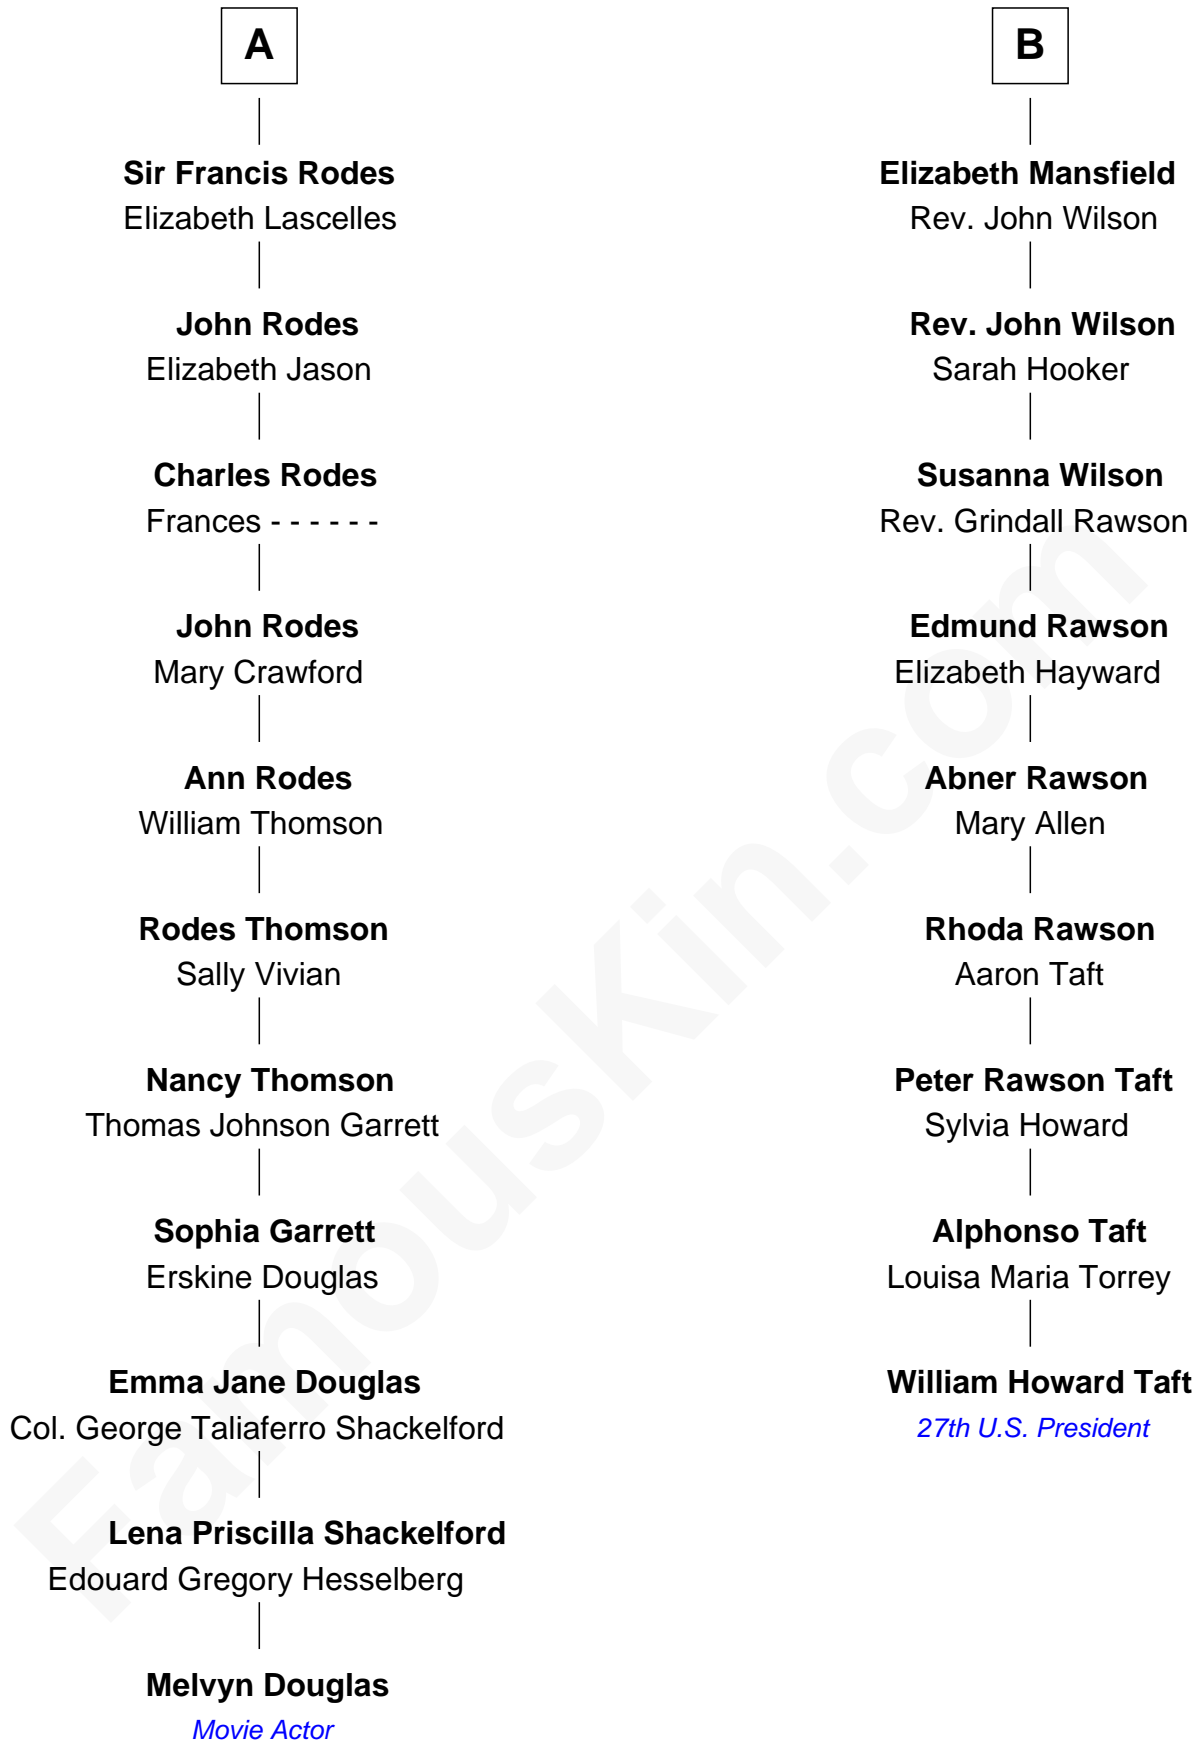 A
Sir Francis Rodes
Elizabeth Lascelles
John Rodes
Elizabeth Jason
Charles Rodes
Frances - - - - - -
John Rodes
Mary Crawford
Ann Rodes
William Thomson
Rodes Thomson
Sally Vivian
Nancy Thomson
Thomas Johnson Garrett
Sophia Garrett
Erskine Douglas
Emma Jane Douglas
Col. George Taliaferro Shackelford
Lena Priscilla Shackelford
Edouard Gregory Hesselberg
Melvyn Douglas
Movie Actor
B
Elizabeth Mansfield
Rev. John Wilson
Rev. John Wilson
Sarah Hooker
Susanna Wilson
Rev. Grindall Rawson
Edmund Rawson
Elizabeth Hayward
Abner Rawson
Mary Allen
Rhoda Rawson
Aaron Taft
Peter Rawson Taft
Sylvia Howard
Alphonso Taft
Louisa Maria Torrey
William Howard Taft
27th U.S. President
FamousKin.com